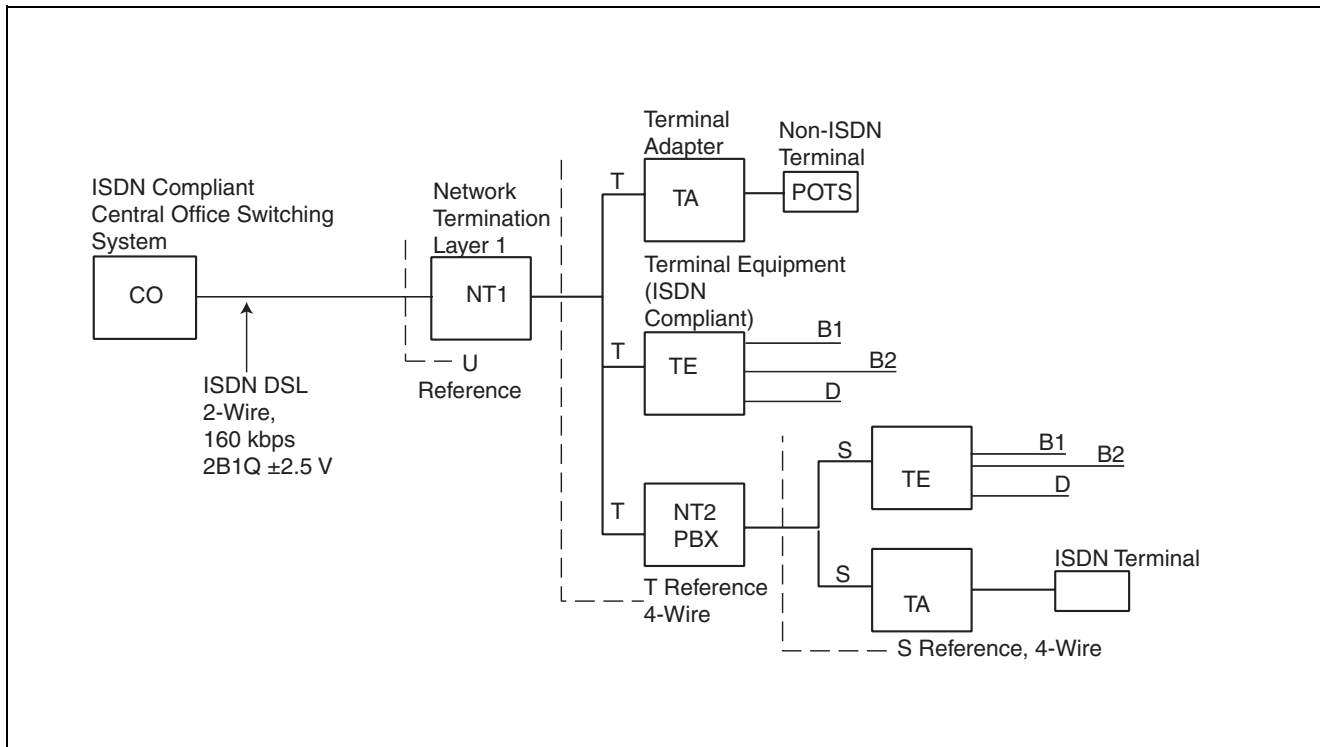 ISDN Compliant
Central Office Switching
System
CO
ISDN DSL
2-Wire,
160 kbps
2B1Q ±2.5 V
Network
Termination
Layer 1
NT1
U
Reference
Terminal
Adapter
T
TA
Non-ISDN
Terminal
POTS
Terminal Equipment
(ISDN
Compliant)
T
TE
B1
B2
D
T
NT2
PBX
T Reference
4-Wire
S
TE
B1
B2
D
S
TA
ISDN Terminal
S Reference, 4-Wire